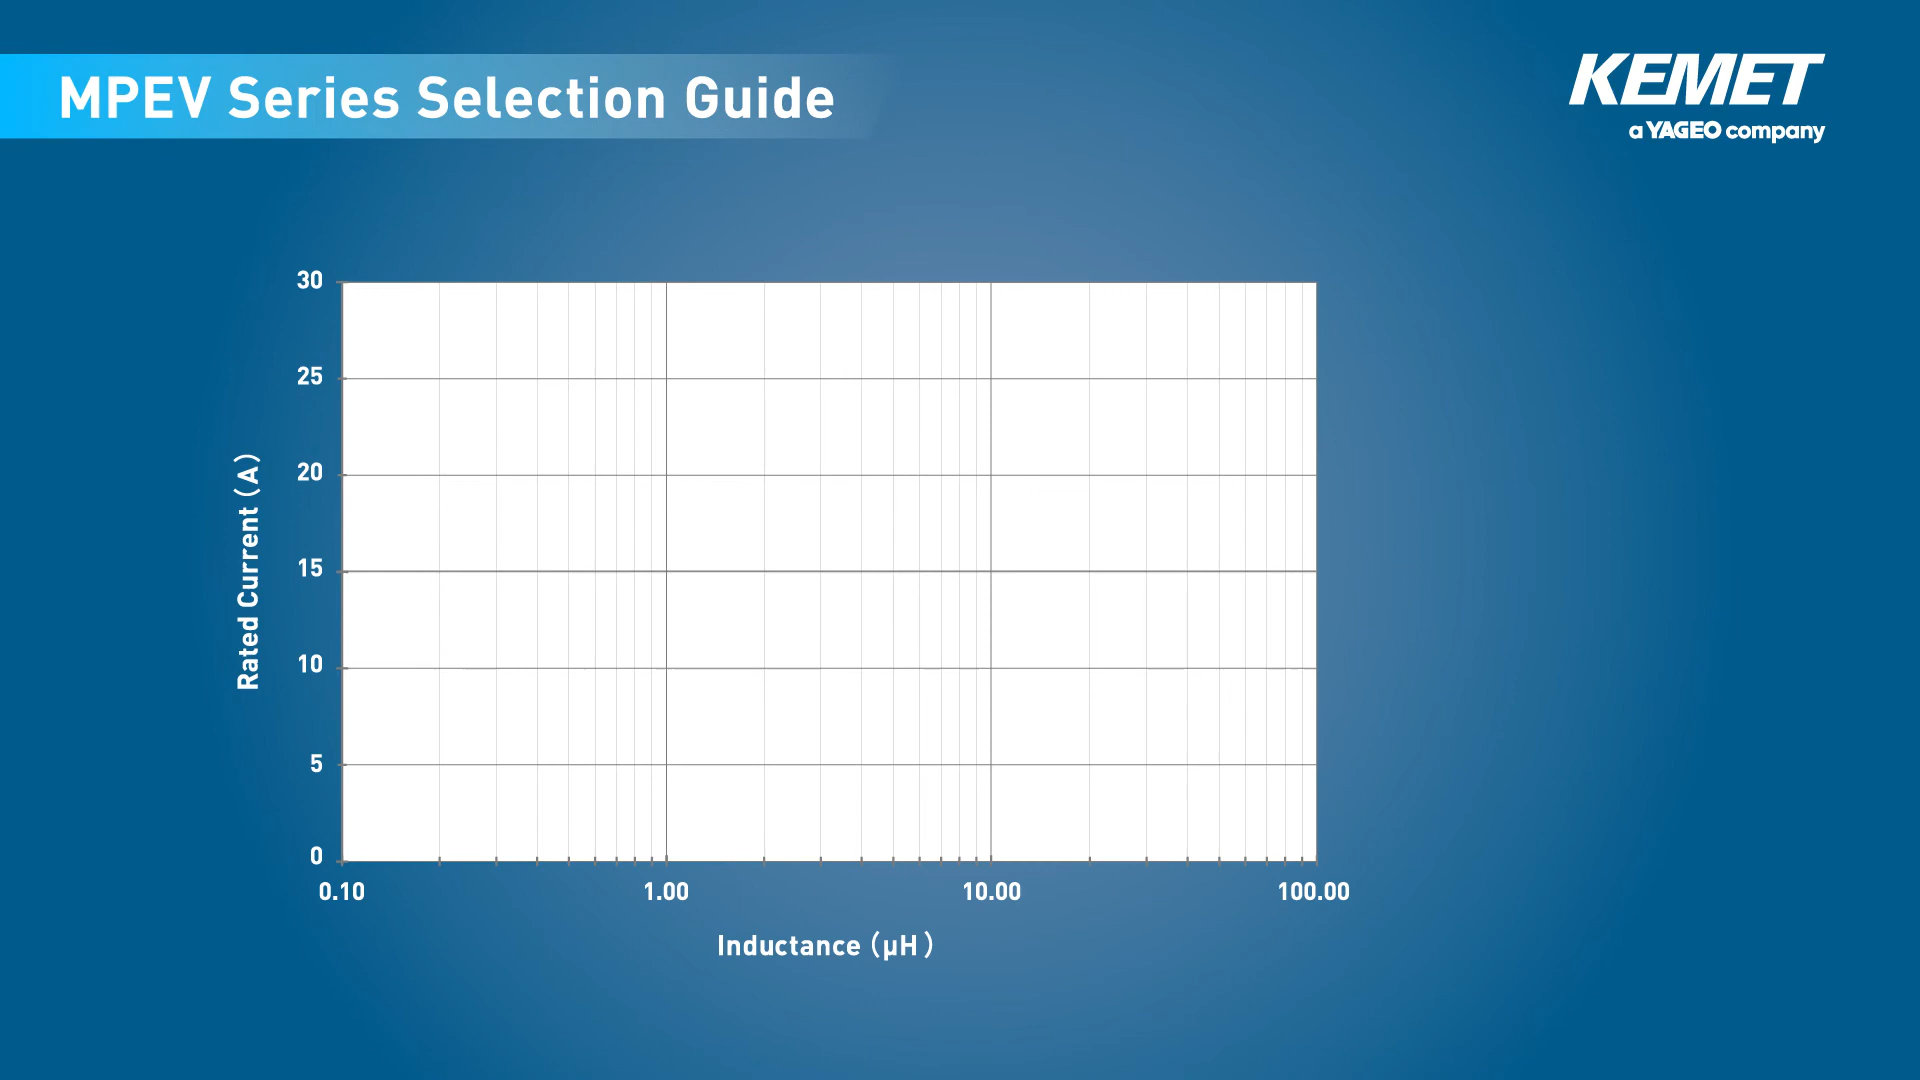 MPEV Series Selection Guide
KEMET
a YAGEO company
30
25
20
15
10
5
0
Rated Current (A)
0.10 1.00 10.00 100.00
Inductance (µH)